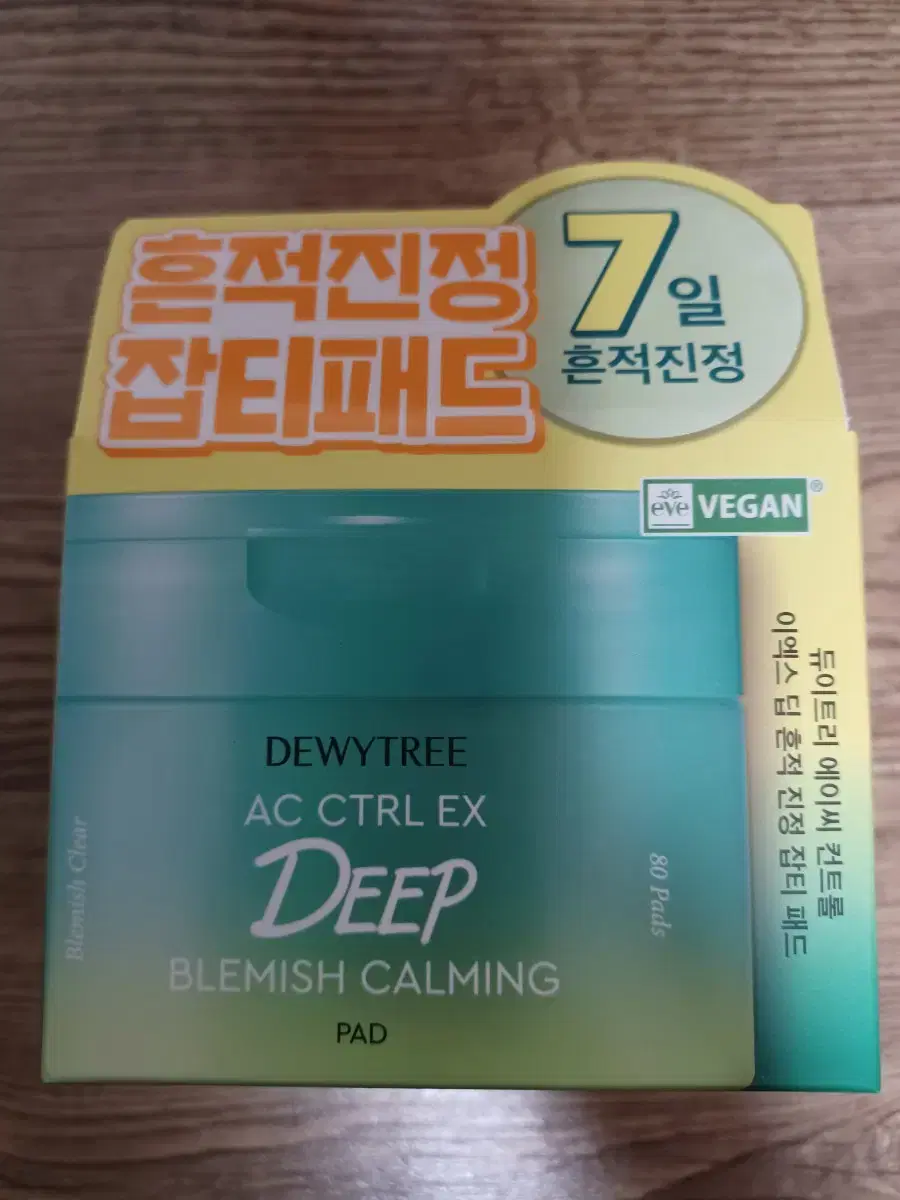 흔적진정
잡티패드
7일
흔적진정
eve VEGAN®
DEWYTREE
AC CTRL EX
DEEP
BLEMISH CALMING
PAD
Blemish Clear
80 Pads
듀이트리 에이씨 컨트롤
이엑스 딥 흔적 진정 잡티 패드